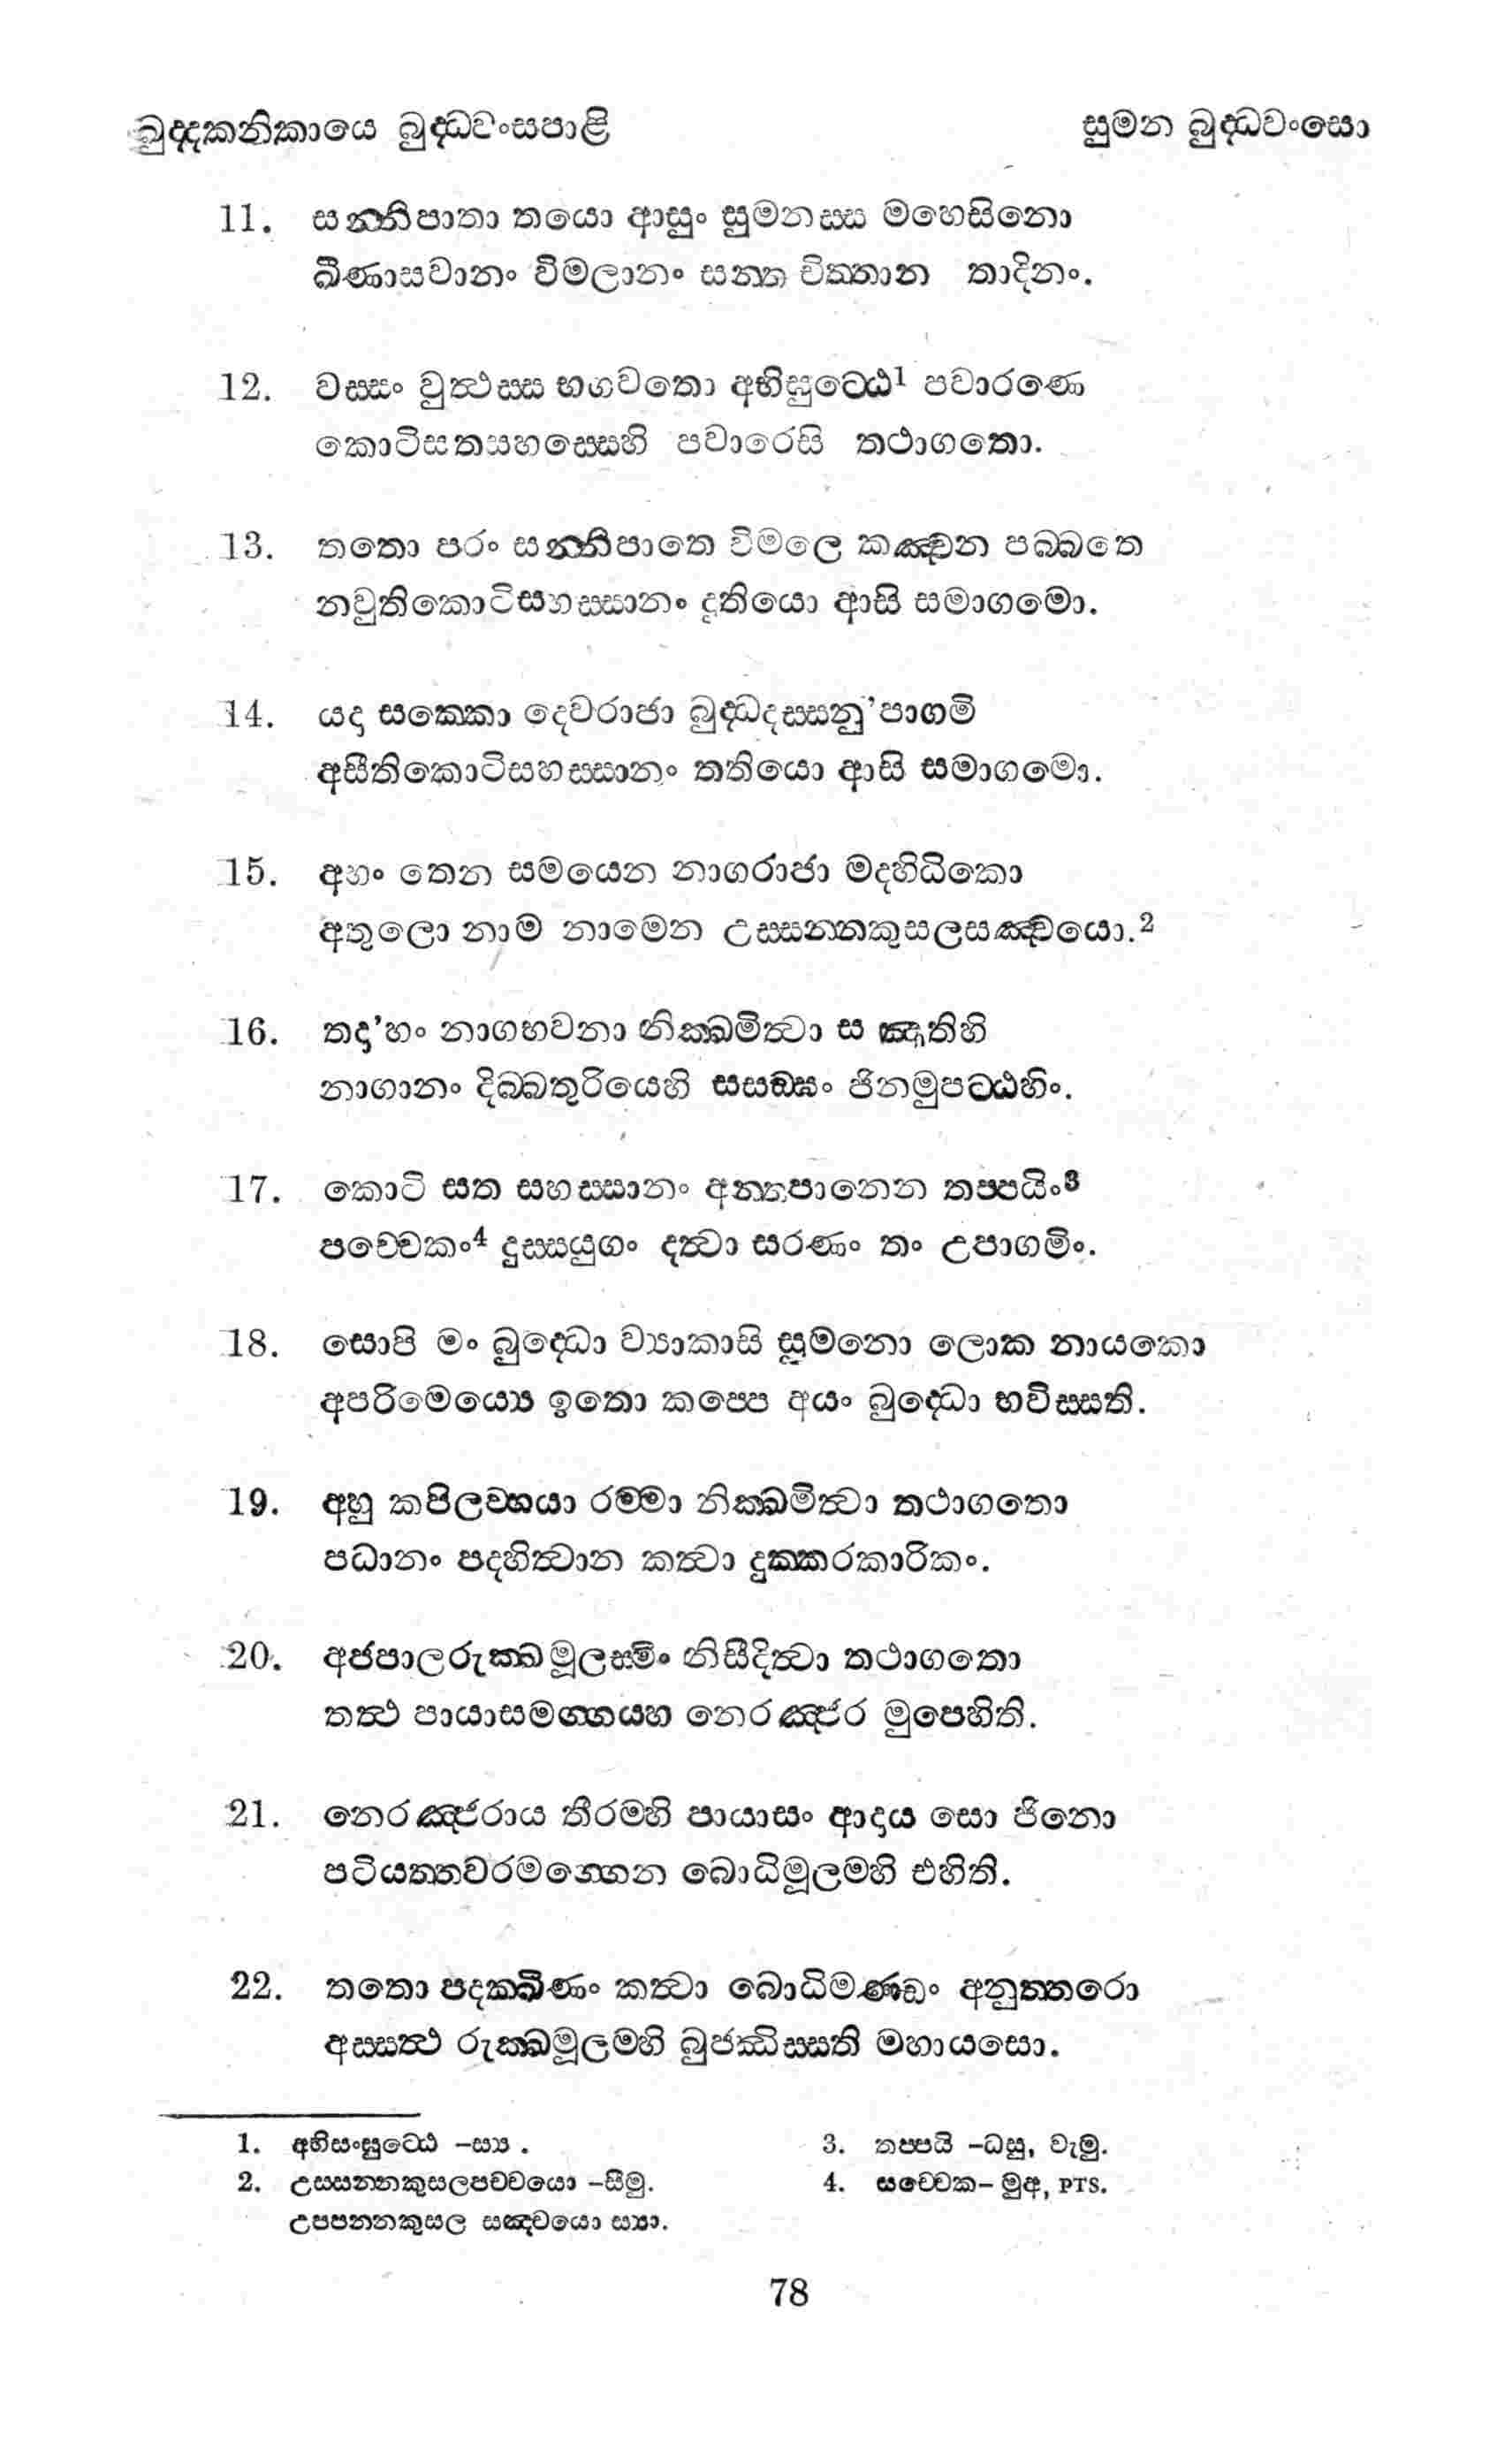 ඛුද්දකනිකායෙ බුද්ධවංසපාළි
සුමන බුද්ධවංසො
11. සන්නිපාතා තයො ආසුං සුමනස්ස මහෙසිනො
ඛීණාසවානං විමලානං සන්ත චිත්තාන තාදිනං.
12. වස්සං වුත්ථස්ස භගවතො අභිඝුට්ඨෙ1 පවාරණෙ
කොටිසතසහස්සෙහි පවාරෙසි තථාගතො.
13. තතො පරං සන්නිපාතෙ විමලෙ කඤ්චන පබ්බතෙ
නවුතිකොටිසහස්සානං දුතියො ආසි සමාගමො.
14. යදා සක්කො දෙවරාජා බුද්ධදස්සනු'පාගමි
අසීතිකොටිසහස්සානං තතියො ආසි සමාගමො.
15. අහං තෙන සමයෙන නාගරාජා මහිද්ධිකො
අතුලො නාම නාමෙන උස්සන්නකුසලසඤ්චයො.2
16. තදා'හං නාගභවනා නික්ඛමිත්වා ස ඤාතිහි
නාගානං දිබ්බතුරියෙහි සසඞ්ඝං ජිනමුපට්ඨහිං.
17. කොටි සත සහස්සානං අන්නපානෙන තප්පයිං3
පච්චෙකං4 දුස්සයුගං දත්වා සරණං තං උපාගමිං.
18. සොපි මං බුද්ධො ව්‍යාකාසි සුමනො ලොක නායකො
අපරිමෙය්‍යෙ ඉතො කප්පෙ අයං බුද්ධො භවිස්සති.
19. අහු කපිලව්හයා රම්මා නික්ඛමිත්වා තථාගතො
පධානං පදහිත්වාන කත්වා දුක්කරකාරිකං.
20. අජපාලරුක්ඛමූලස්මිං නිසීදිත්වා තථාගතො
තත්ථ පායාසමග්ගය්හ නෙරඤ්ජර මුපෙහිති.
21. නෙරඤ්ජරාය තීරම්හි පායාසං ආදාය සො ජිනො
පටියත්තවරමග්ගෙන බොධිමූලම්හි එහිති.
22. තතො පදක්ඛිණං කත්වා බොධිමණ්ඩං අනුත්තරො
අස්සත්ථ රුක්ඛමූලම්හි බුජ්ඣිස්සති මහායසො.
1. අභිසංඝුට්ඨෙ –ස්‍යා.
2. උස්සන්නකුසලපච්චයො –සීමු.
උප්පන්නකුසල සඤ්චයො ස්‍යා.
3. තප්පයි –ධසු, වැමු.
4. සච්චෙක– මුඅ, PTS.
78